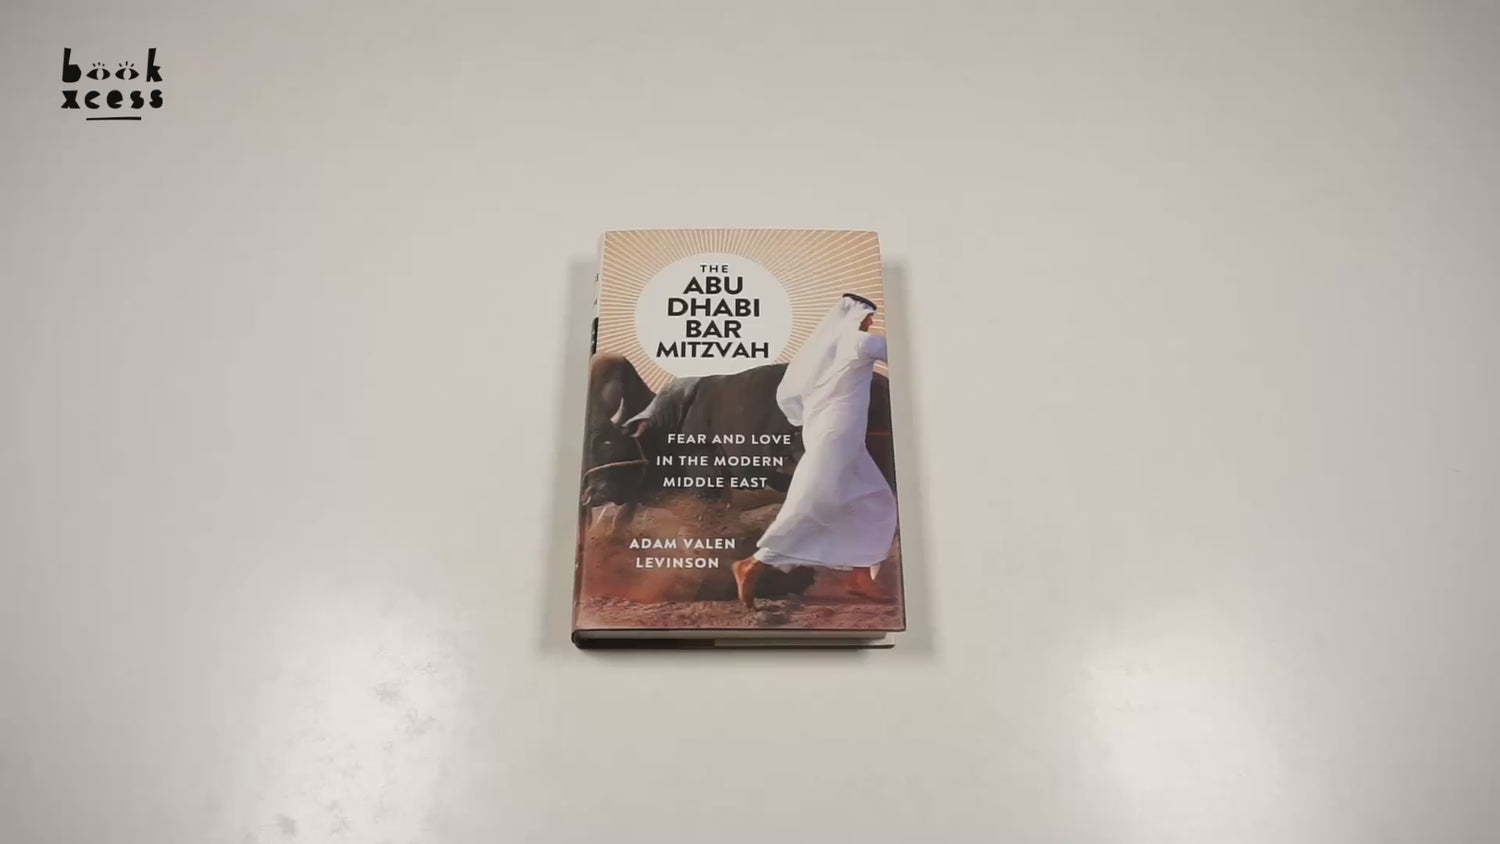 book
xcess
THE
ABU
DHABI
BAR
MITZVAH
FEAR AND LOVE
IN THE MODERN
MIDDLE EAST
ADAM VALEN
LEVINSON